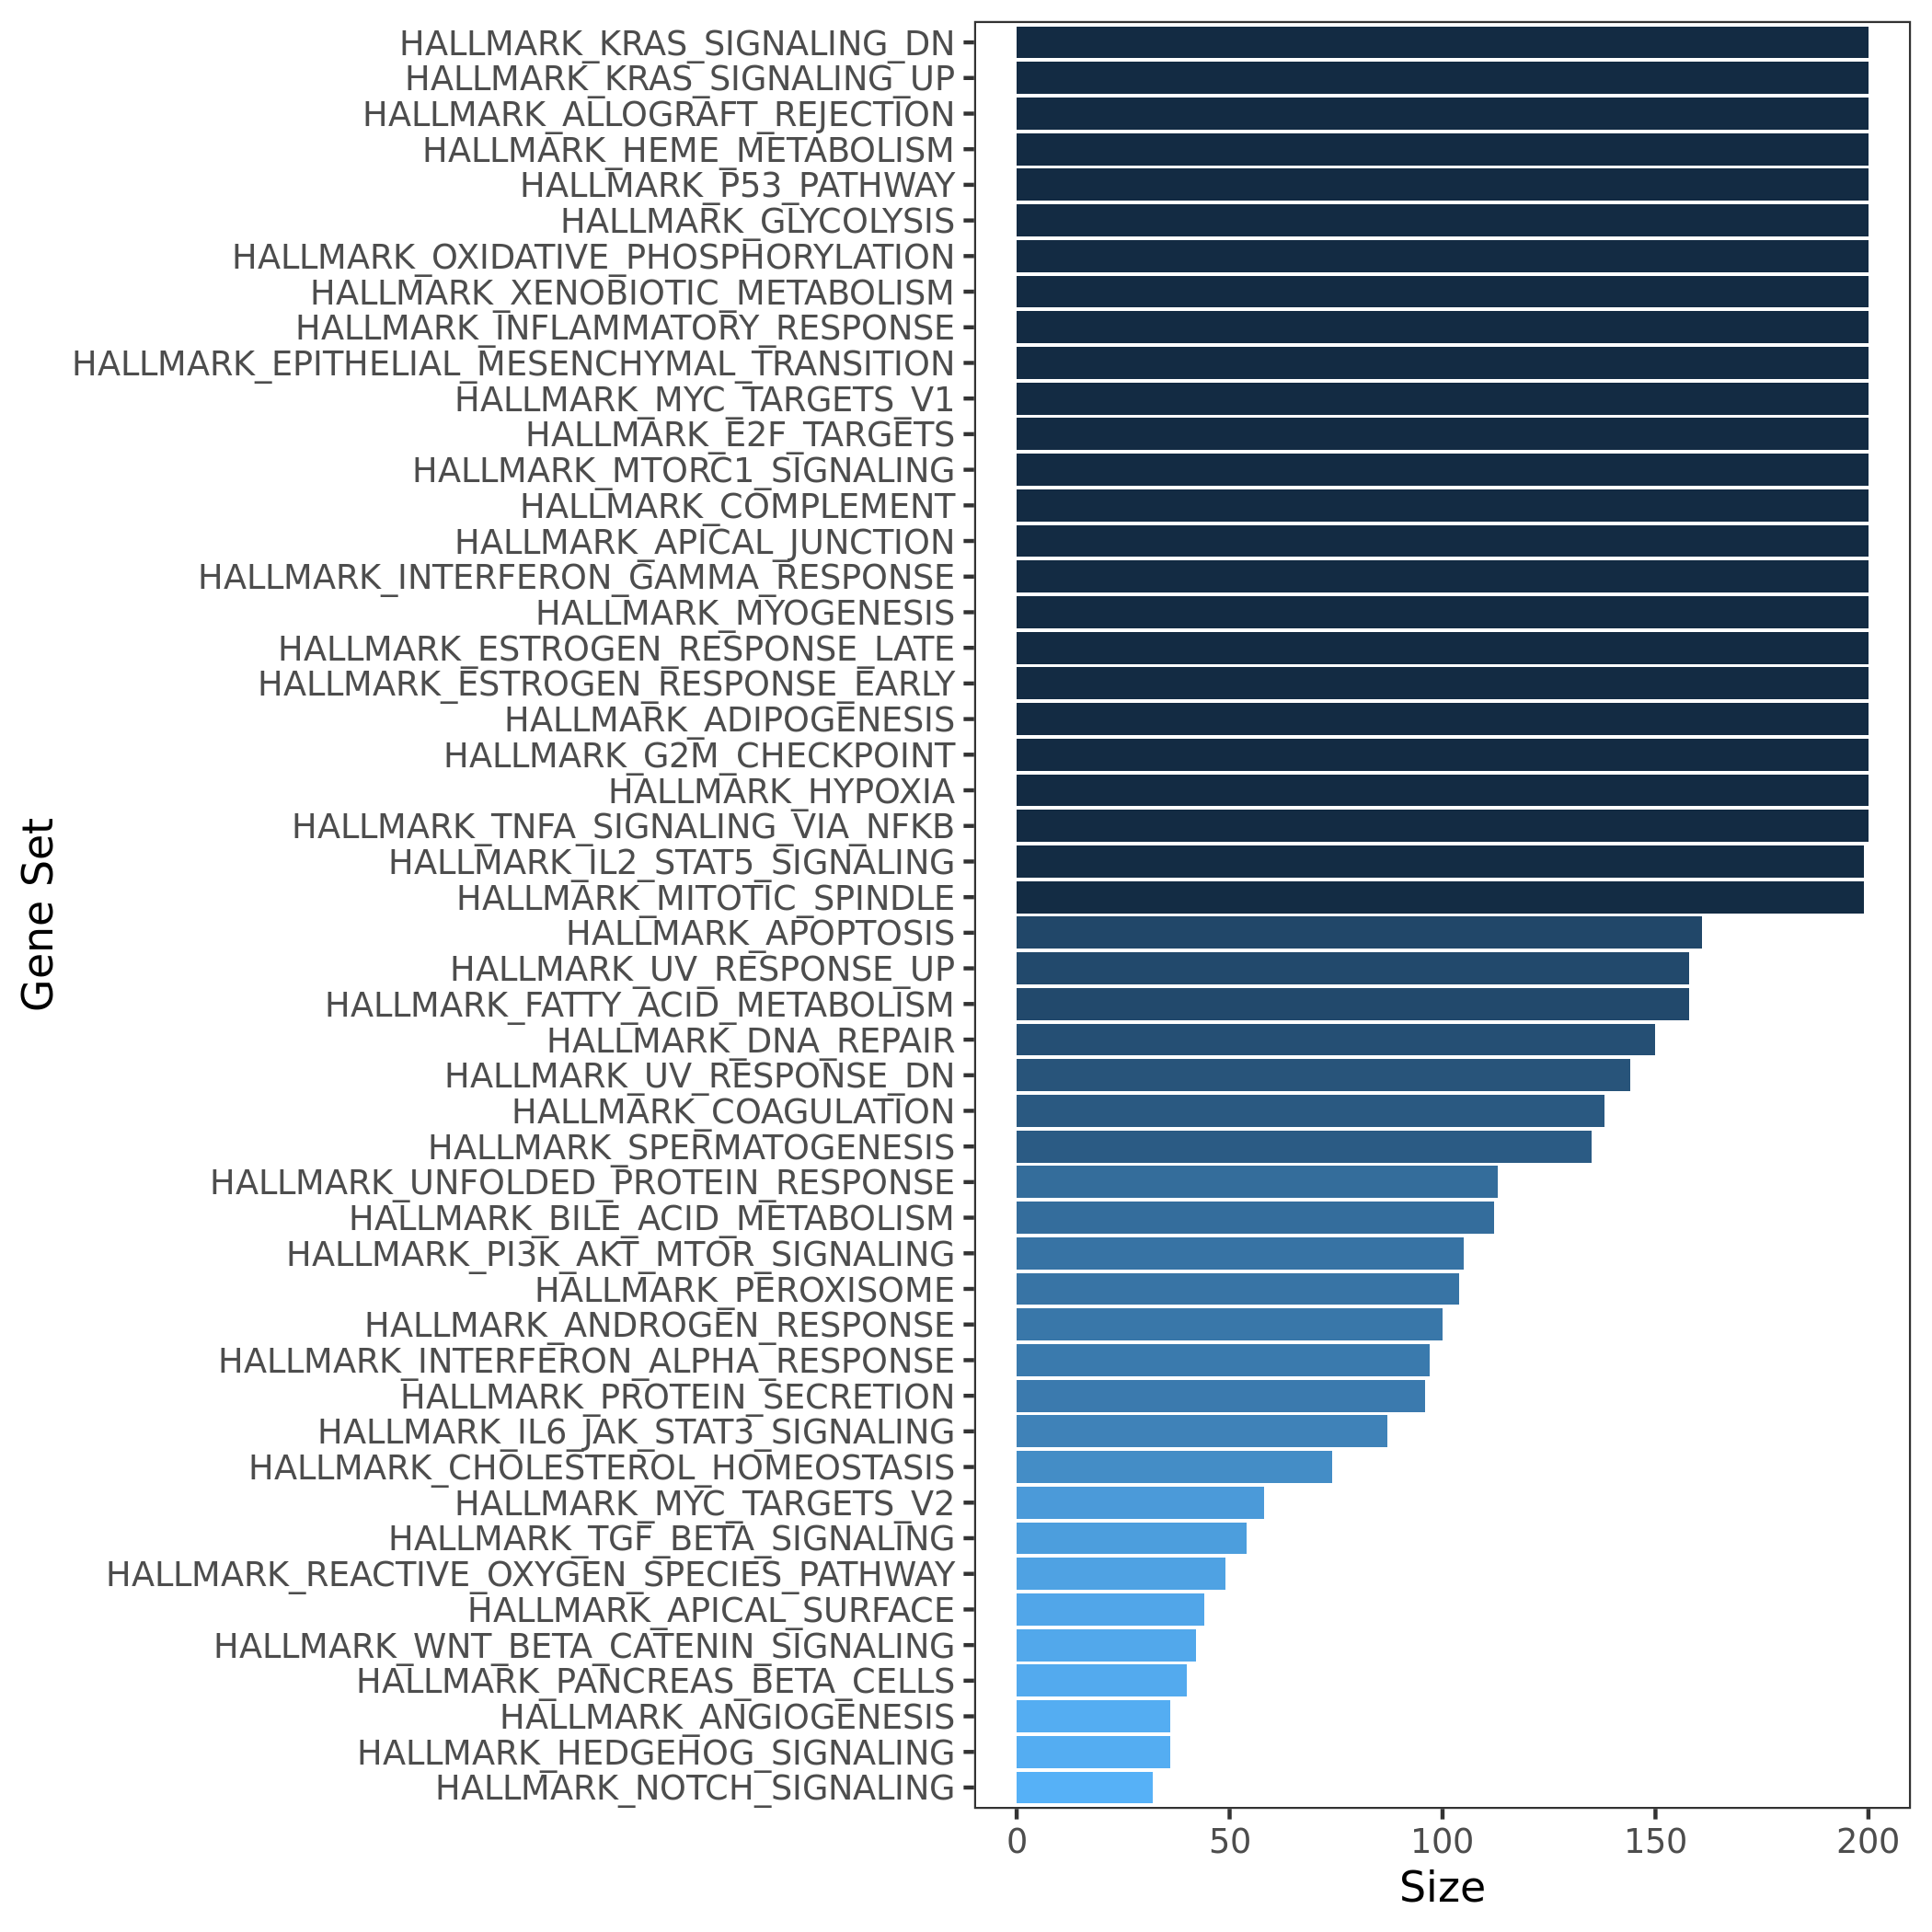 HALLMARK_KRAS_SIGNALING_DN
HALLMARK_KRAS_SIGNALING_UP
HALLMARK_ALLOGRAFT_REJECTION
HALLMARK_HEME_METABOLISM
HALLMARK_P53_PATHWAY
HALLMARK_GLYCOLYSIS
HALLMARK_OXIDATIVE_PHOSPHORYLATION
HALLMARK_XENOBIOTIC_METABOLISM
HALLMARK_INFLAMMATORY_RESPONSE
HALLMARK_EPITHELIAL_MESENCHYMAL_TRANSITION
HALLMARK_MYC_TARGETS_V1
HALLMARK_E2F_TARGETS
HALLMARK_MTORC1_SIGNALING
HALLMARK_COMPLEMENT
HALLMARK_APICAL_JUNCTION
HALLMARK_INTERFERON_GAMMA_RESPONSE
HALLMARK_MYOGENESIS
HALLMARK_ESTROGEN_RESPONSE_LATE
HALLMARK_ESTROGEN_RESPONSE_EARLY
HALLMARK_ADIPOGENESIS
HALLMARK_G2M_CHECKPOINT
HALLMARK_HYPOXIA
HALLMARK_TNFA_SIGNALING_VIA_NFKB
HALLMARK_IL2_STAT5_SIGNALING
HALLMARK_MITOTIC_SPINDLE
HALLMARK_APOPTOSIS
HALLMARK_UV_RESPONSE_UP
HALLMARK_FATTY_ACID_METABOLISM
HALLMARK_DNA_REPAIR
HALLMARK_UV_RESPONSE_DN
HALLMARK_COAGULATION
HALLMARK_SPERMATOGENESIS
HALLMARK_UNFOLDED_PROTEIN_RESPONSE
HALLMARK_BILE_ACID_METABOLISM
HALLMARK_PI3K_AKT_MTOR_SIGNALING
HALLMARK_PEROXISOME
HALLMARK_ANDROGEN_RESPONSE
HALLMARK_INTERFERON_ALPHA_RESPONSE
HALLMARK_PROTEIN_SECRETION
HALLMARK_IL6_JAK_STAT3_SIGNALING
HALLMARK_CHOLESTEROL_HOMEOSTASIS
HALLMARK_MYC_TARGETS_V2
HALLMARK_TGF_BETA_SIGNALING
HALLMARK_REACTIVE_OXYGEN_SPECIES_PATHWAY
HALLMARK_APICAL_SURFACE
HALLMARK_WNT_BETA_CATENIN_SIGNALING
HALLMARK_PANCREAS_BETA_CELLS
HALLMARK_ANGIOGENESIS
HALLMARK_HEDGEHOG_SIGNALING
HALLMARK_NOTCH_SIGNALING
Gene Set
0 50 100 150 200
Size